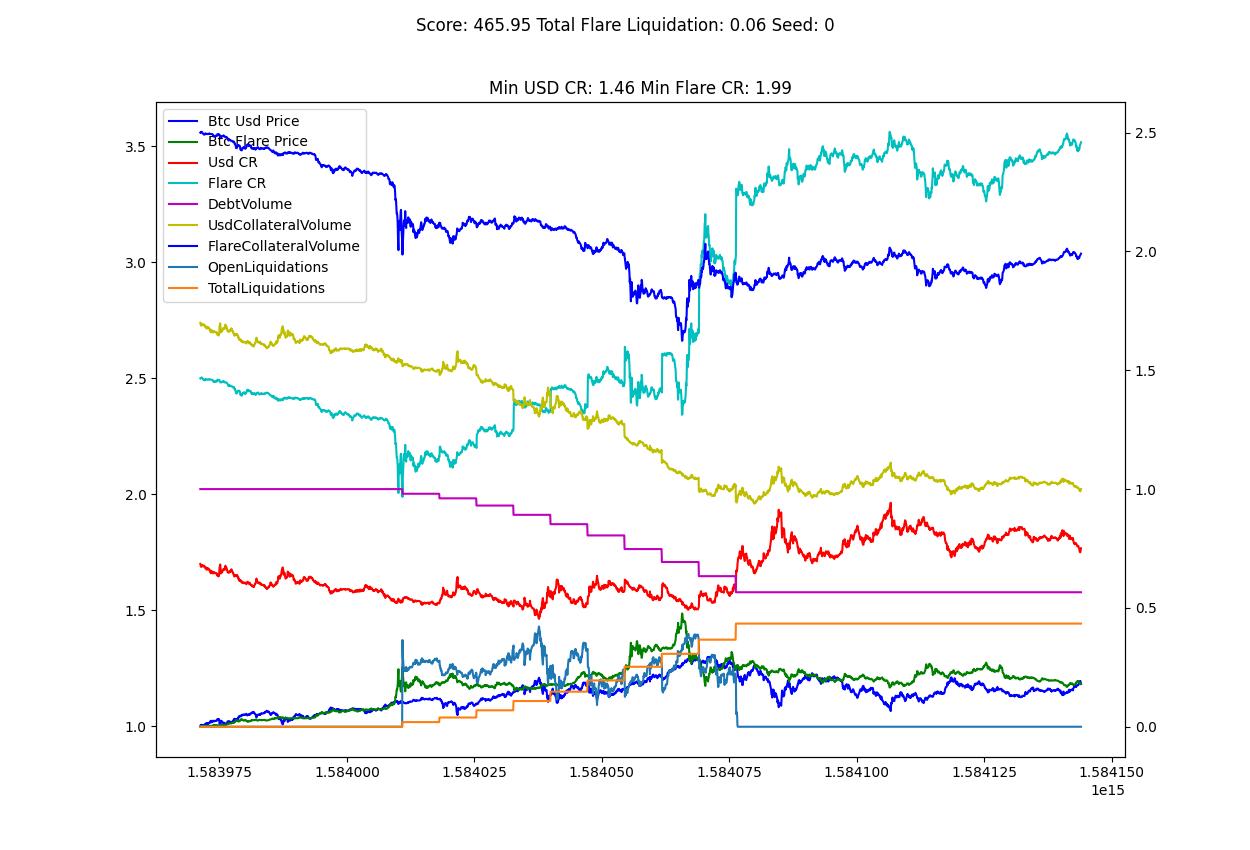 Score: 465.95 Total Flare Liquidation: 0.06 Seed: 0
Min USD CR: 1.46 Min Flare CR: 1.99
Btc Usd Price
Btc Flare Price
Usd CR
Flare CR
DebtVolume
UsdCollateralVolume
FlareCollateralVolume
OpenLiquidations
TotalLiquidations
3.5
3.0
2.5
2.0
1.5
1.0
2.5
2.0
1.5
1.0
0.5
0.0
1.583975 1.584000 1.584025 1.584050 1.584075 1.584100 1.584125 1.584150
1e15